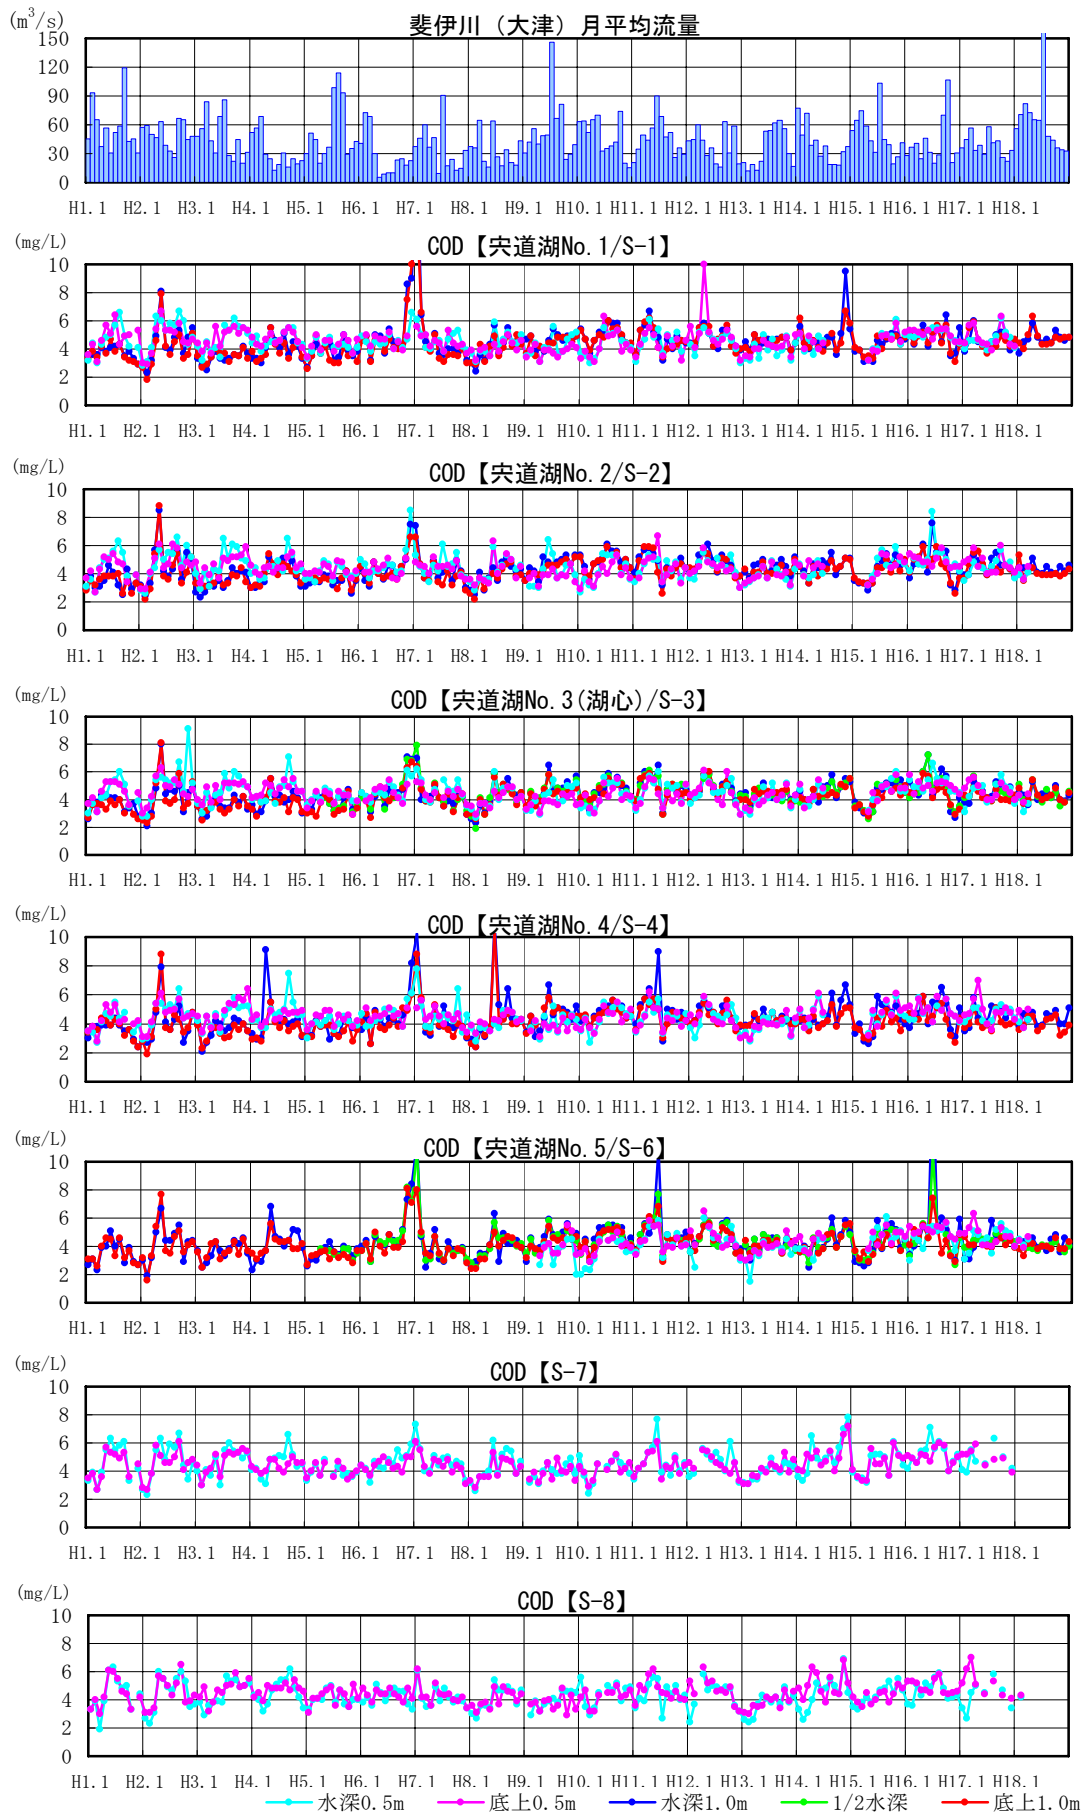 (m³/s)
斐伊川（大津）月平均流量
150
120
90
60
30
0
H1.1 H2.1 H3.1 H4.1 H5.1 H6.1 H7.1 H8.1 H9.1 H10.1 H11.1 H12.1 H13.1 H14.1 H15.1 H16.1 H17.1 H18.1
(mg/L)
COD【宍道湖No.1/S-1】
10
8
6
4
2
0
H1.1 H2.1 H3.1 H4.1 H5.1 H6.1 H7.1 H8.1 H9.1 H10.1 H11.1 H12.1 H13.1 H14.1 H15.1 H16.1 H17.1 H18.1
(mg/L)
COD【宍道湖No.2/S-2】
10
8
6
4
2
0
H1.1 H2.1 H3.1 H4.1 H5.1 H6.1 H7.1 H8.1 H9.1 H10.1 H11.1 H12.1 H13.1 H14.1 H15.1 H16.1 H17.1 H18.1
(mg/L)
COD【宍道湖No.3(湖心)/S-3】
10
8
6
4
2
0
H1.1 H2.1 H3.1 H4.1 H5.1 H6.1 H7.1 H8.1 H9.1 H10.1 H11.1 H12.1 H13.1 H14.1 H15.1 H16.1 H17.1 H18.1
(mg/L)
COD【宍道湖No.4/S-4】
10
8
6
4
2
0
H1.1 H2.1 H3.1 H4.1 H5.1 H6.1 H7.1 H8.1 H9.1 H10.1 H11.1 H12.1 H13.1 H14.1 H15.1 H16.1 H17.1 H18.1
(mg/L)
COD【宍道湖No.5/S-6】
10
8
6
4
2
0
H1.1 H2.1 H3.1 H4.1 H5.1 H6.1 H7.1 H8.1 H9.1 H10.1 H11.1 H12.1 H13.1 H14.1 H15.1 H16.1 H17.1 H18.1
(mg/L)
COD【S-7】
10
8
6
4
2
0
H1.1 H2.1 H3.1 H4.1 H5.1 H6.1 H7.1 H8.1 H9.1 H10.1 H11.1 H12.1 H13.1 H14.1 H15.1 H16.1 H17.1 H18.1
(mg/L)
COD【S-8】
10
8
6
4
2
0
H1.1 H2.1 H3.1 H4.1 H5.1 H6.1 H7.1 H8.1 H9.1 H10.1 H11.1 H12.1 H13.1 H14.1 H15.1 H16.1 H17.1 H18.1
水深0.5m 底上0.5m 水深1.0m 1/2水深 底上1.0m